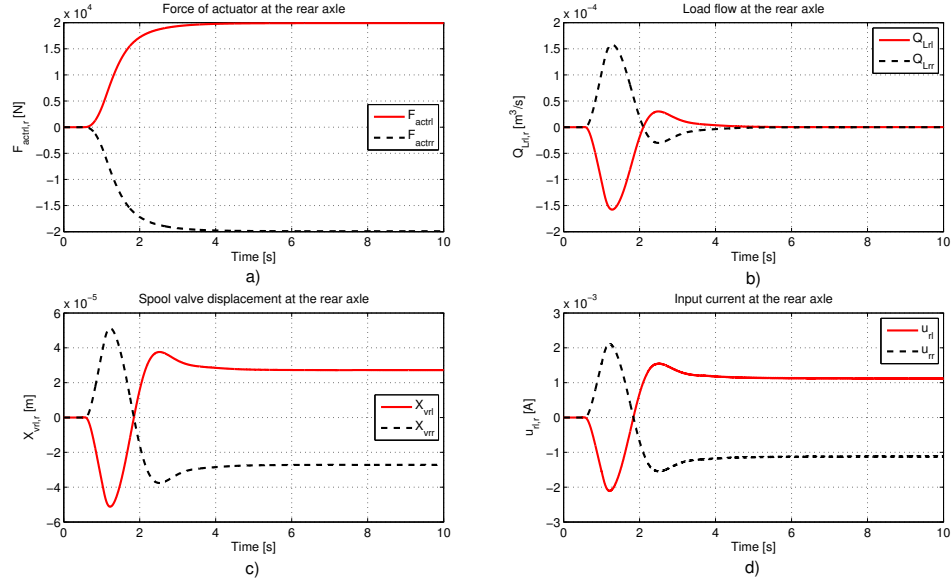 Force of actuator at the rear axle
x 10^4
2
1.5
1
0.5
0
−0.5
−1
−1.5
−2
F_actrl,r [N]
F_actrl
F_actrr
0 2 4 6 8 10
Time [s]
a)
Load flow at the rear axle
x 10^−4
2
1.5
1
0.5
0
−0.5
−1
−1.5
−2
Q_Lrl,r [m^3/s]
Q_Lrl
Q_Lrr
0 2 4 6 8 10
Time [s]
b)
Spool valve displacement at the rear axle
x 10^−5
6
4
2
0
−2
−4
−6
X_vrl,r [m]
X_vrl
X_vrr
0 2 4 6 8 10
Time [s]
c)
Input current at the rear axle
x 10^−3
3
2
1
0
−1
−2
−3
u_rl,r [A]
u_rl
u_rr
0 2 4 6 8 10
Time [s]
d)